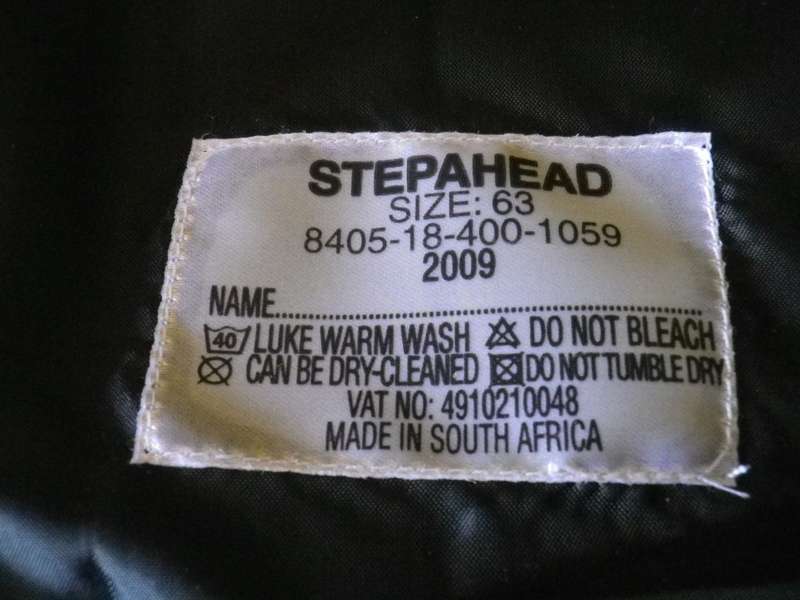 STEPAHEAD
SIZE: 63
8405-18-400-1059
2009
NAME................................................................
40 LUKE WARM WASH DO NOT BLEACH
CAN BE DRY-CLEANED DO NOT TUMBLE DRY
VAT NO: 4910210048
MADE IN SOUTH AFRICA